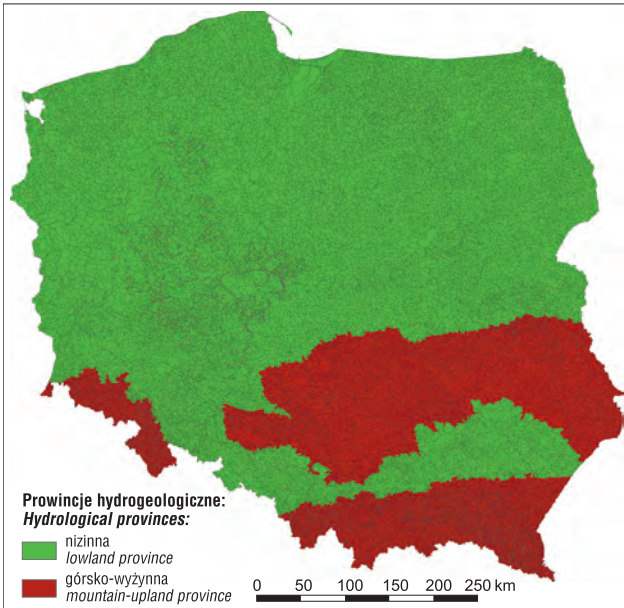 Prowincje hydrogeologiczne:
Hydrological provinces:
nizinna
lowland province
górsko-wyżynna
mountain-upland province
0 50 100 150 200 250 km